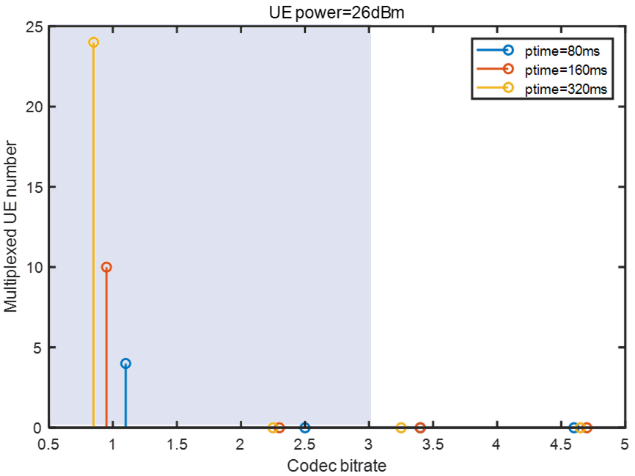 UE power=26dBm
ptime=80ms
ptime=160ms
ptime=320ms
Multiplexed UE number
25
20
15
10
5
0
0.5 1 1.5 2 2.5 3 3.5 4 4.5 5
Codec bitrate